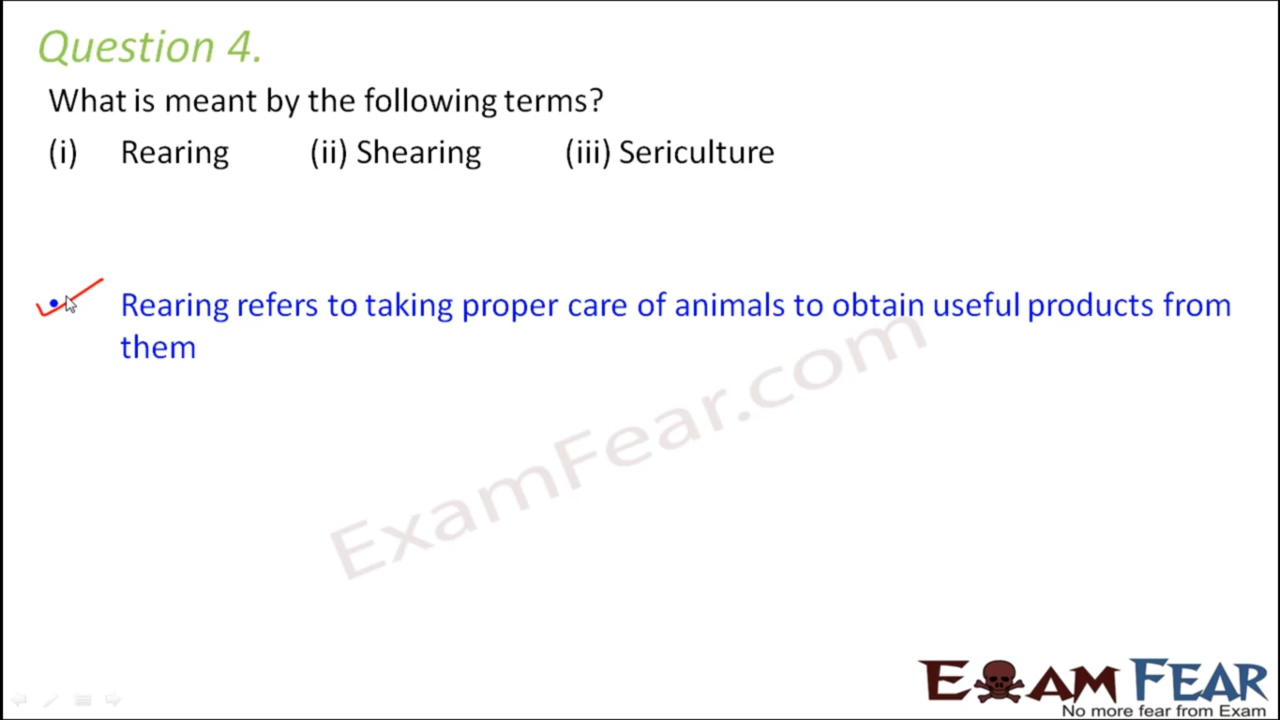 Question 4.
What is meant by the following terms?
(i) Rearing (ii) Shearing (iii) Sericulture
• Rearing refers to taking proper care of animals to obtain useful products from
them
ExamFear.com
EXAM FEAR
No more fear from Exam